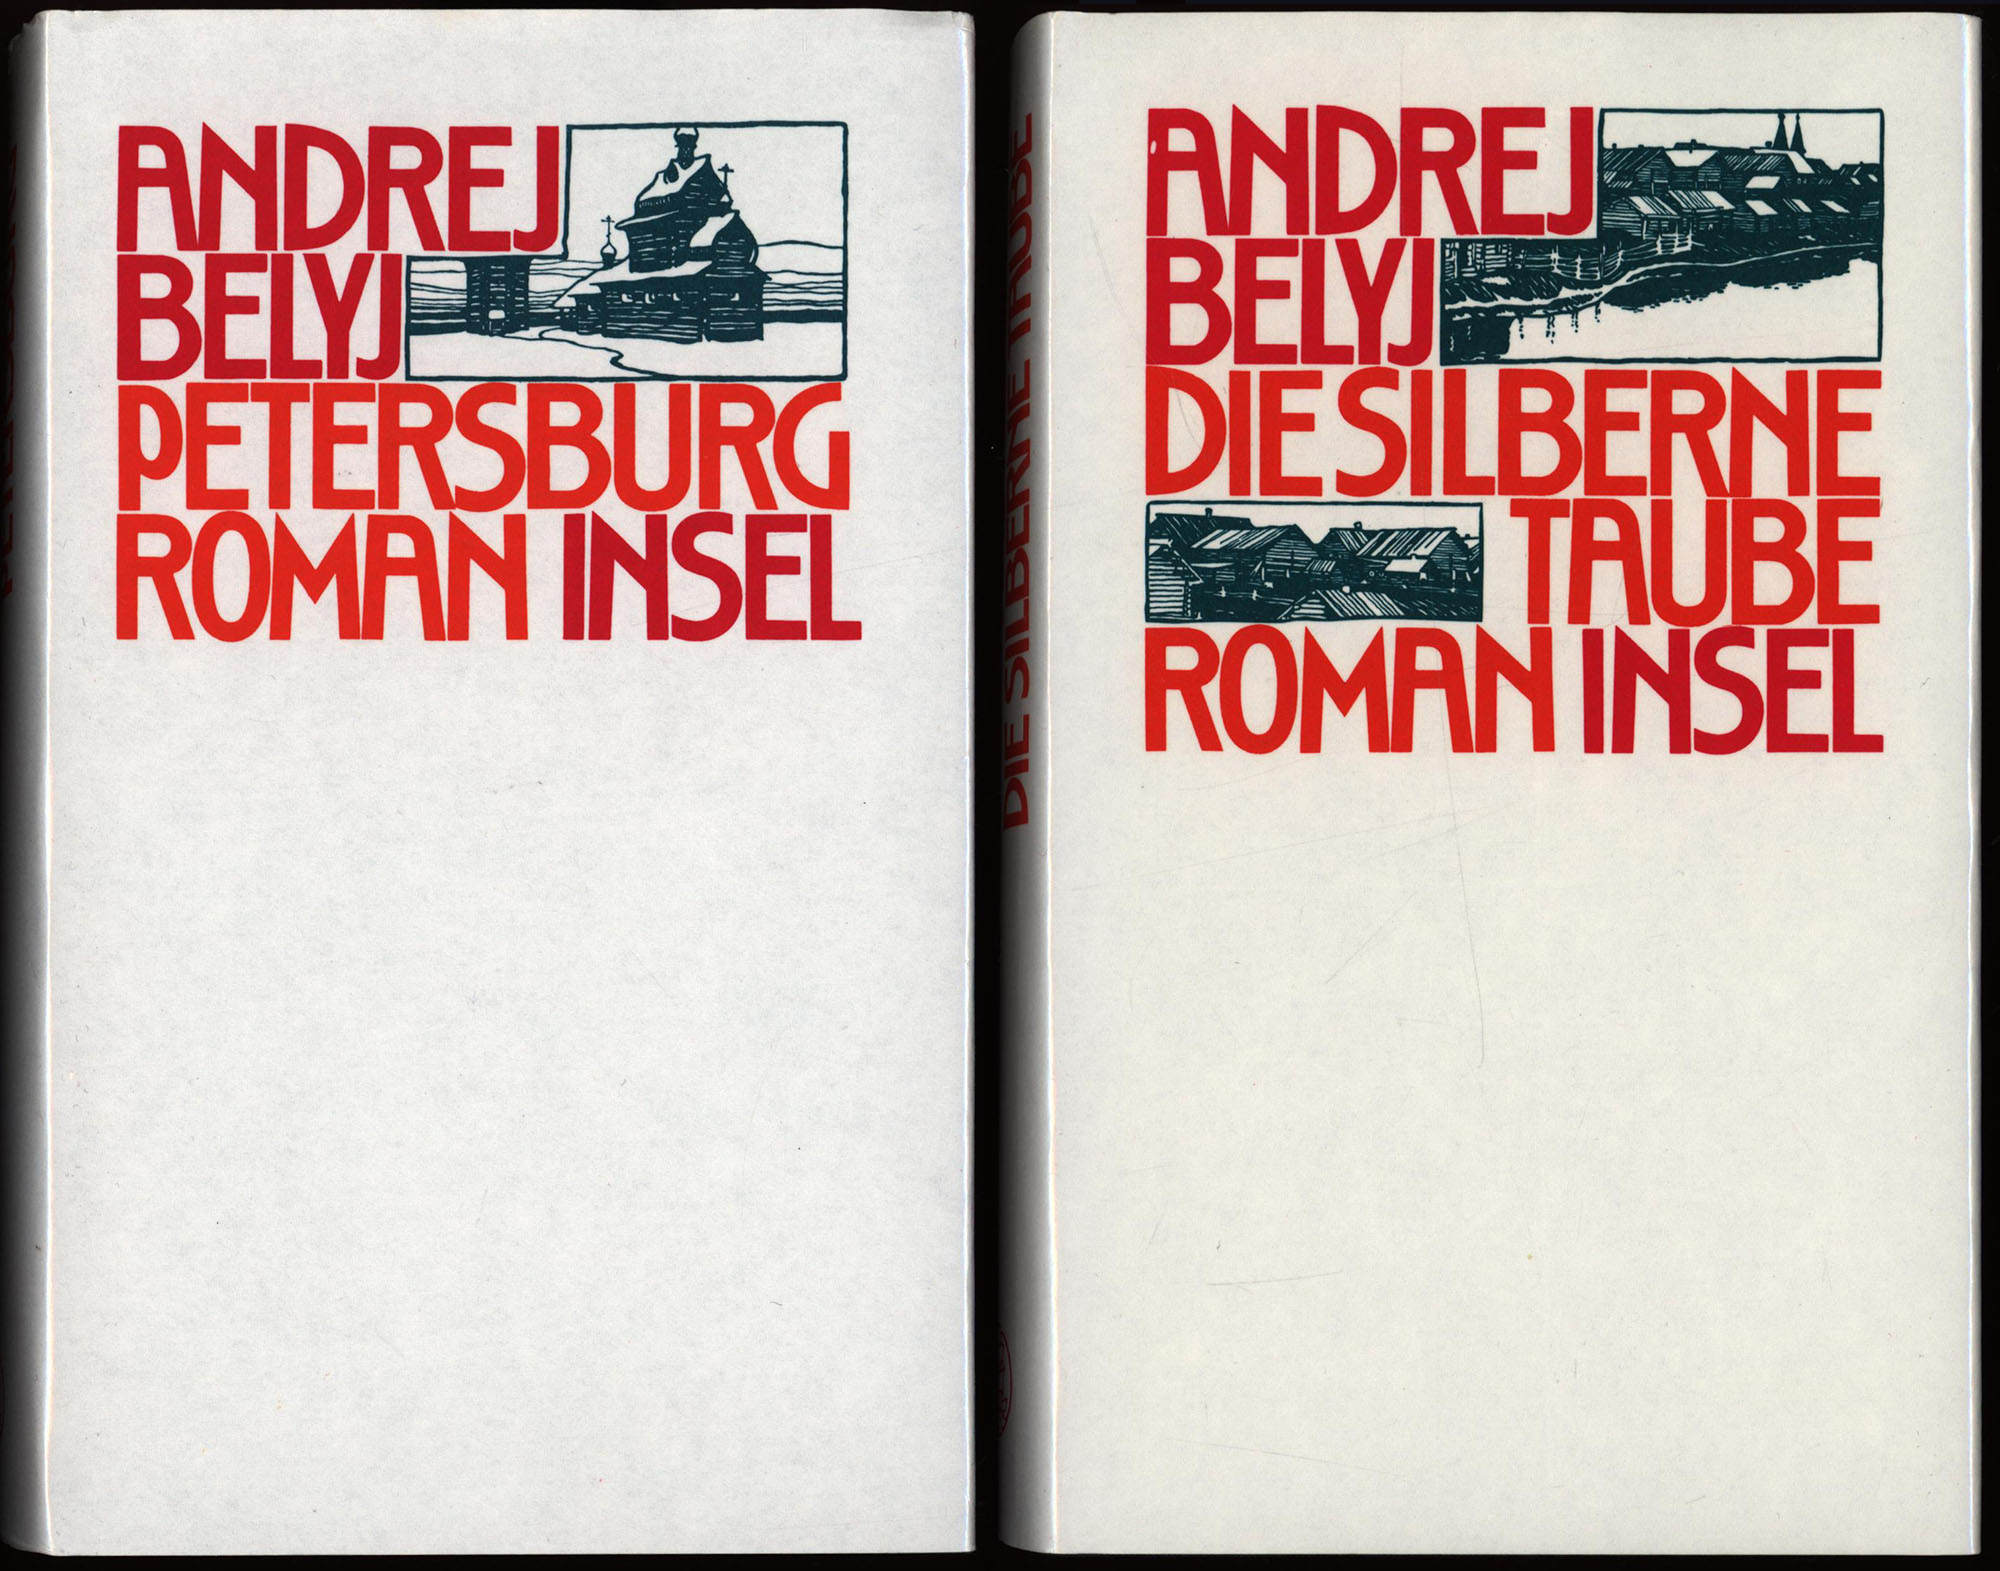 ANDREJ
BELYJ
PETERSBURG
ROMAN INSEL
DIE SILBERNE TAUBE
ANDREJ
BELYJ
DIE SILBERNE
TAUBE
ROMAN INSEL